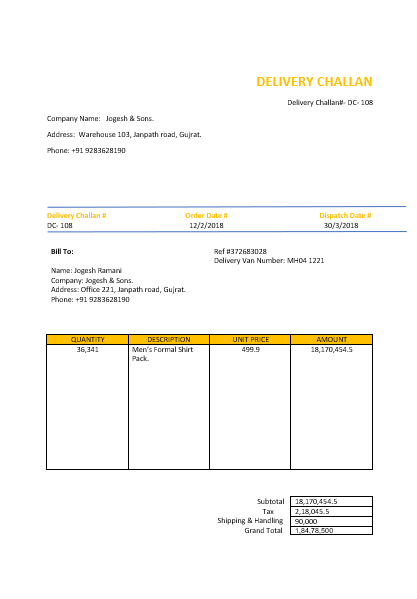 DELIVERY CHALLAN
Delivery Challan#- DC- 108
Company Name:   Jogesh & Sons.
Address:  Warehouse 103, Janpath road, Gujrat.
Phone: +91 9283628190
Delivery Challan # Order Date # Dispatch Date #
DC- 108 12/2/2018 30/3/2018
Bill To: Ref #372683028
Delivery Van Number: MH04 1221
Name: Jogesh Ramani
Company: Jogesh & Sons.
Address: Office 221, Janpath road, Gujrat.
Phone: +91 9283628190
QUANTITY DESCRIPTION UNIT PRICE AMOUNT
36,341 Men's Formal Shirt 499.9 18,170,454.5
Pack.
Subtotal 18,170,454.5
Tax 2,18,045.5
Shipping & Handling 90,000
Grand Total 1,84,78,500